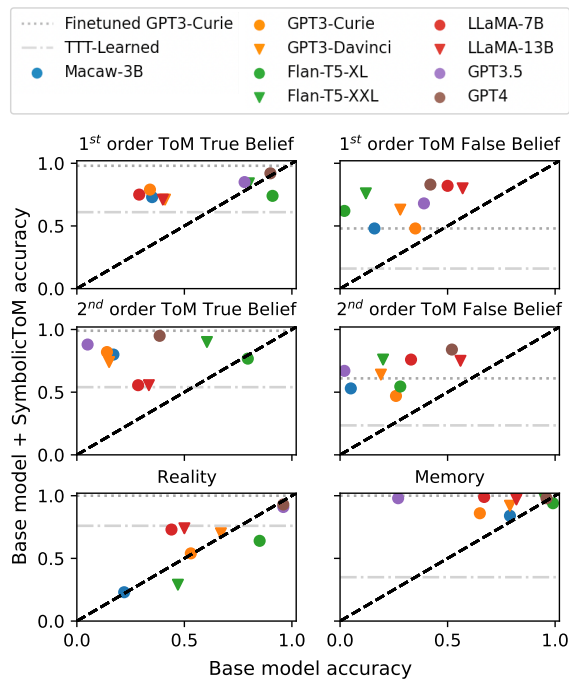 Finetuned GPT3-Curie
TTT-Learned
Macaw-3B
GPT3-Curie
GPT3-Davinci
Flan-T5-XL
Flan-T5-XXL
LLaMA-7B
LLaMA-13B
GPT3.5
GPT4
Base model + SymbolicToM accuracy
1st order ToM True Belief
1.0
0.5
0.0
1st order ToM False Belief
2nd order ToM True Belief
1.0
0.5
0.0
2nd order ToM False Belief
Reality
1.0
0.5
0.0
0.0 0.5 1.0
Memory
0.0 0.5 1.0
Base model accuracy